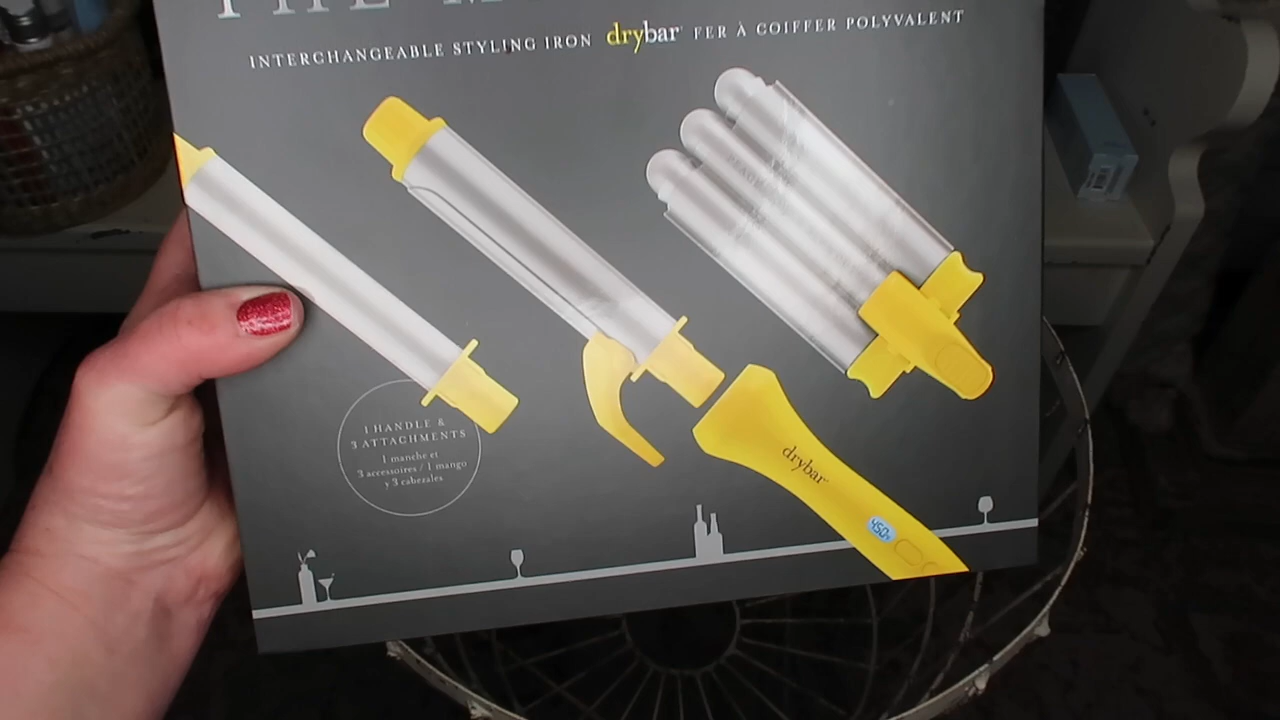 THE M
INTERCHANGEABLE STYLING IRON drybar FER À COIFFER POLYVALENT
1 HANDLE &
3 ATTACHMENTS
1 manche et
3 accessoires / 1 mango
y 3 cabezales
drybar
450